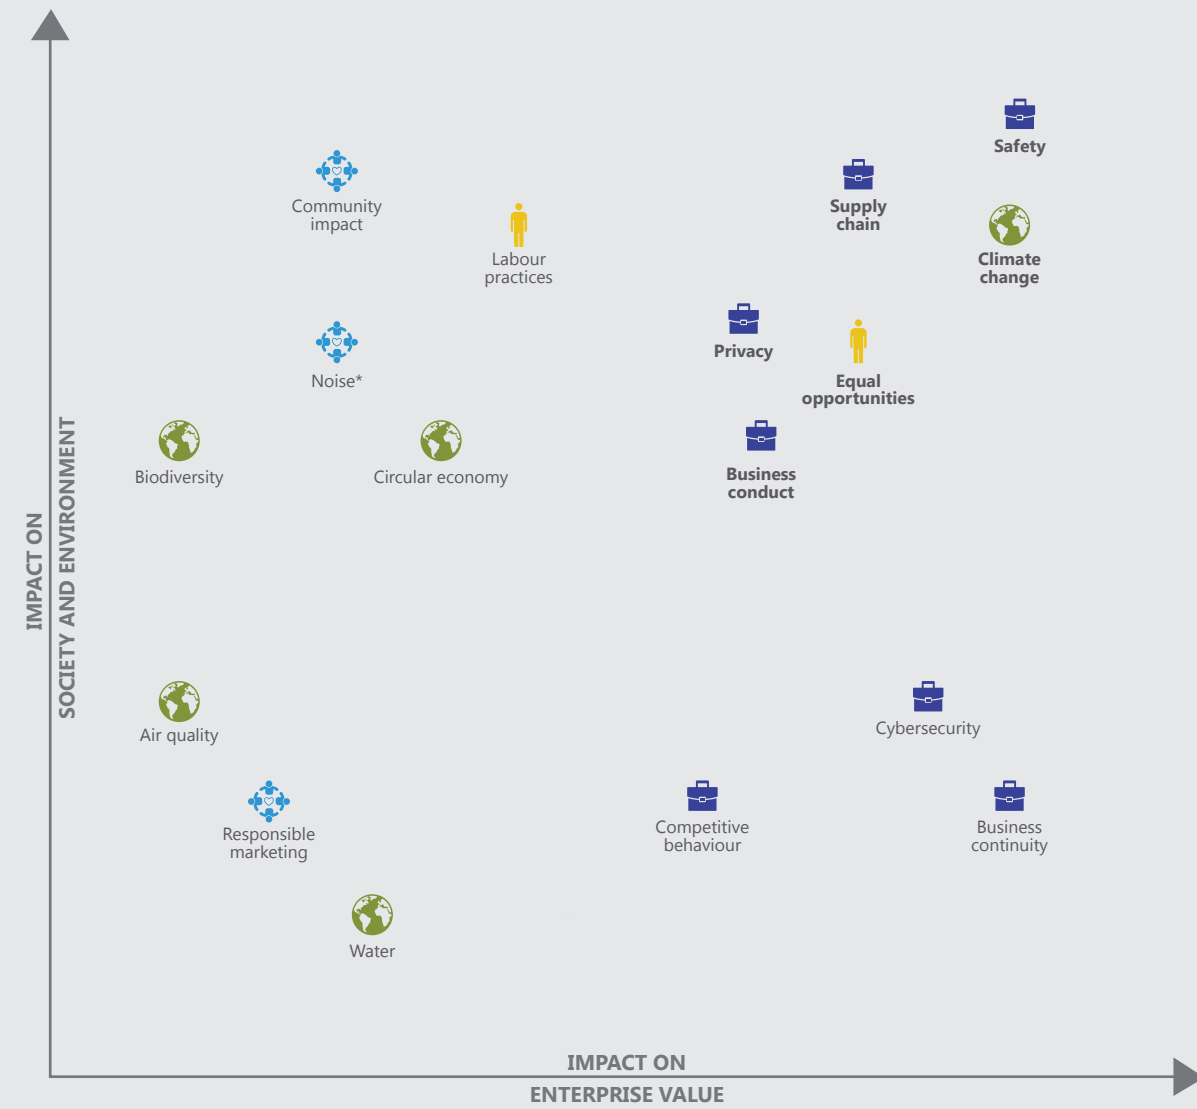 Safety
Community
impact
Supply
chain
Labour
practices
Climate
change
Privacy
Noise*
Equal
opportunities
Biodiversity
Circular economy
Business
conduct
IMPACT ON
SOCIETY AND ENVIRONMENT
Air quality
Cybersecurity
Responsible
marketing
Competitive
behaviour
Business
continuity
Water
IMPACT ON
ENTERPRISE VALUE